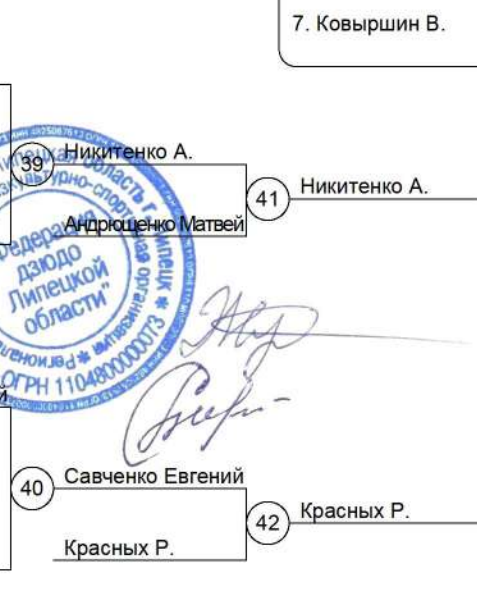 7. Ковыршин В.
39
Никитенко А.
41
Никитенко А.
Андрющенко Матвей
Федерация
дзюдо
Липецкой
области"
ОГРН 1104800000073
40
Савченко Евгений
42
Красных Р.
Красных Р.